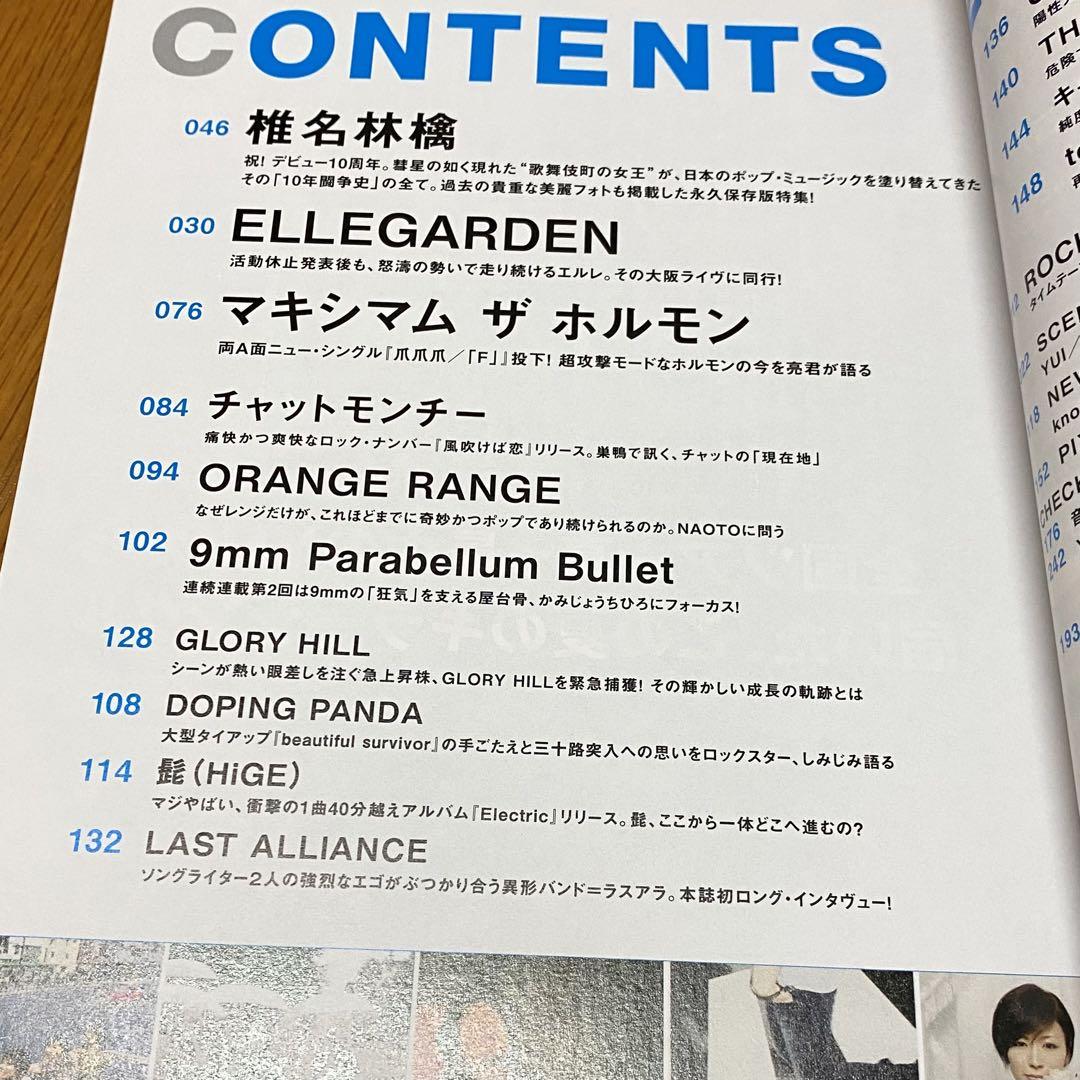 CONTENTS
046 椎名林檎
祝! デビュー10周年。彗星の如く現れた“歌舞伎町の女王”が、日本のポップ・ミュージックを塗り替えてきた
その「10年闘争史」の全て。過去の貴重な美麗フォトも掲載した永久保存版特集!
030 ELLEGARDEN
活動休止発表後も、怒濤の勢いで走り続けるエルレ。その大阪ライヴに同行!
076 マキシマム ザ ホルモン
両A面ニュー・シングル『爪爪爪/「F」』投下! 超攻撃モードなホルモンの今を亮君が語る
084 チャットモンチー
痛快かつ爽快なロック・ナンバー『風吹けば恋』リリース。巣鴨で訊く、チャットの「現在地」
094 ORANGE RANGE
なぜレンジだけが、これほどまでに奇妙かつポップであり続けられるのか。NAOTOに問う
102 9mm Parabellum Bullet
連続連載第2回は9mmの「狂気」を支える屋台骨、かみじょうちひろにフォーカス!
128 GLORY HILL
シーンが熱い眼差しを注ぐ急上昇株、GLORY HILLを緊急捕獲! その輝かしい成長の軌跡とは
108 DOPING PANDA
大型タイアップ『beautiful survivor』の手ごたえと三十路突入への思いをロックスター、しみじみ語る
114 髭(HiGE)
マジやばい、衝撃の1曲40分越えアルバム『Electric』リリース。髭、ここから一体どこへ進むの?
132 LAST ALLIANCE
ソングライター2人の強烈なエゴがぶつかり合う異形バンド=ラスアラ。本誌初ロング・インタヴュー!
136
陽性
140 TH
危険
144 キ
純度
148 t
再
ROC
タイムテー
SCE
YUI/
NEV
kno
PI
CHECK
176 音
242
193